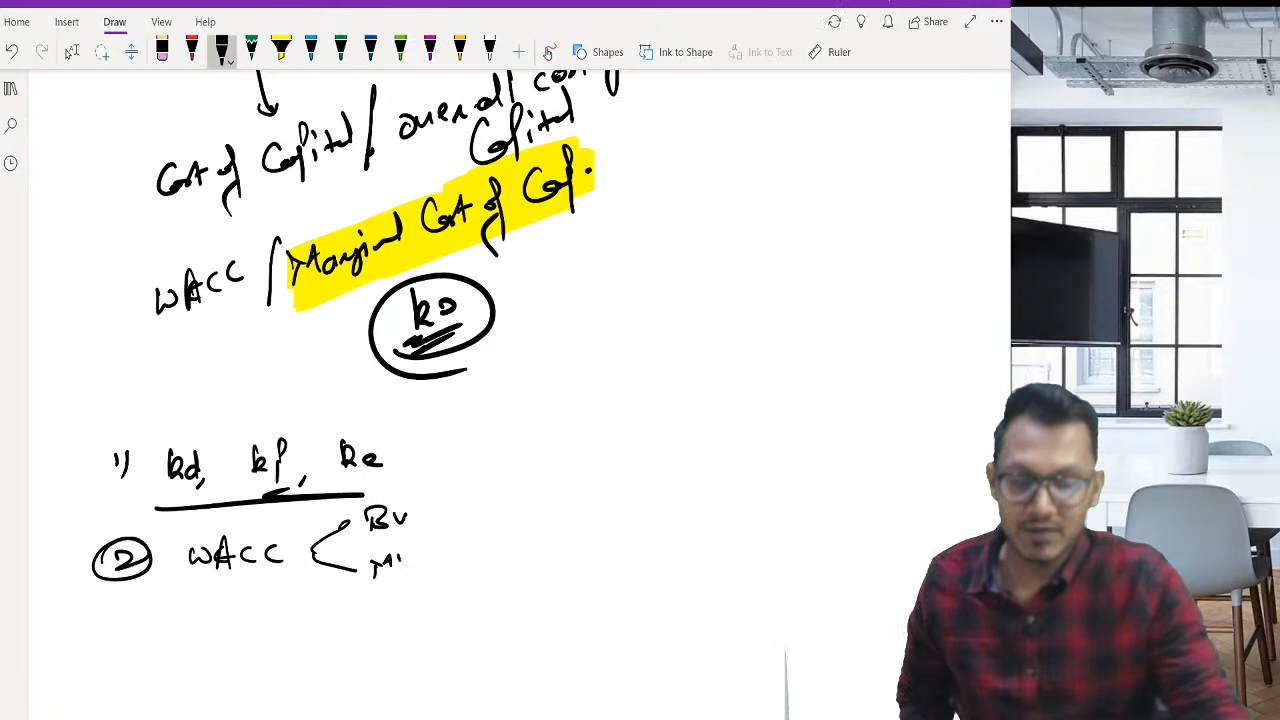 Home Insert Draw View Help Share
Shapes Ink to Shape Ink to Text Ruler
Cost of Capital / overall cost of
Capital
WACC / Marginal Cost of Cap.
ko
1) kd, kp, ke
② WACC < BV
M